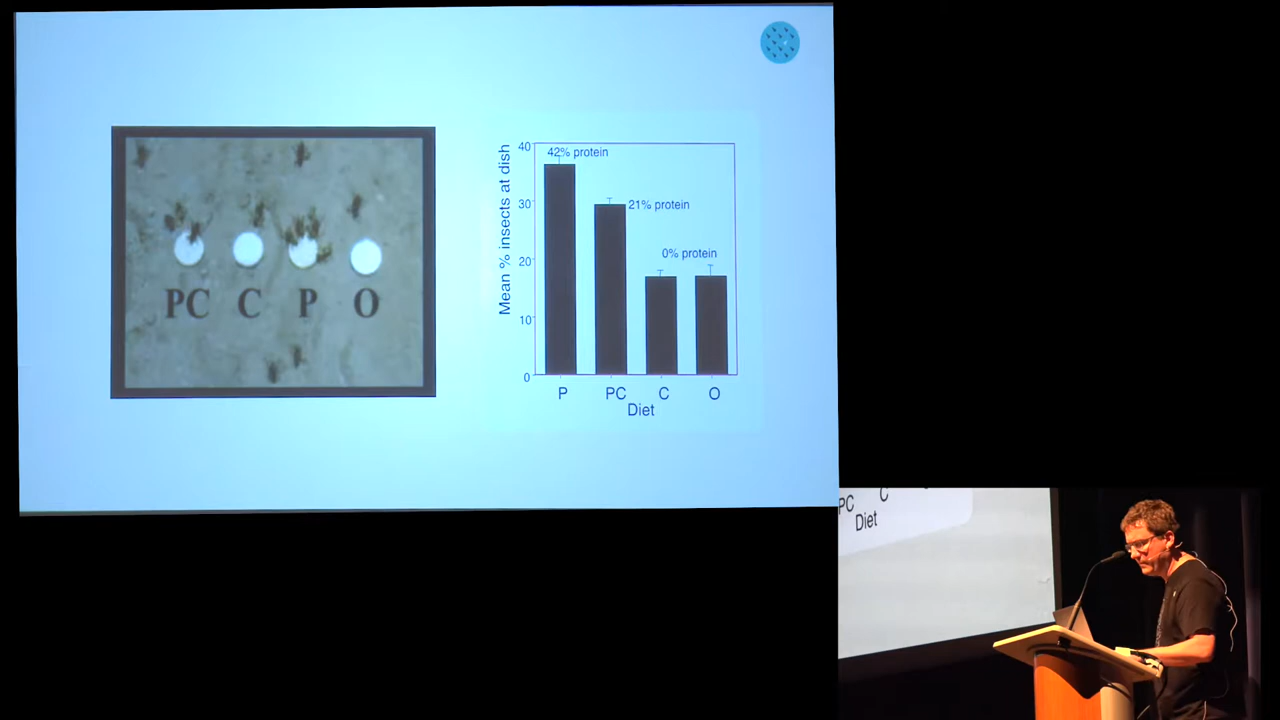 PC C P O
Mean % insects at dish
40
30
20
10
0
42% protein
21% protein
0% protein
P PC C O
Diet
PC C
Diet